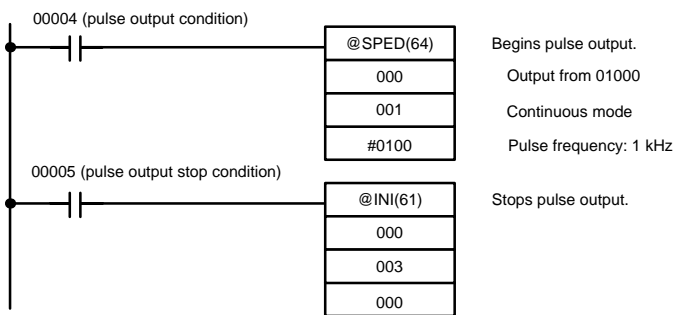 00004 (pulse output condition)
@SPED(64) Begins pulse output.
000 Output from 01000
001 Continuous mode
#0100 Pulse frequency: 1 kHz
00005 (pulse output stop condition)
@INI(61) Stops pulse output.
000
003
000